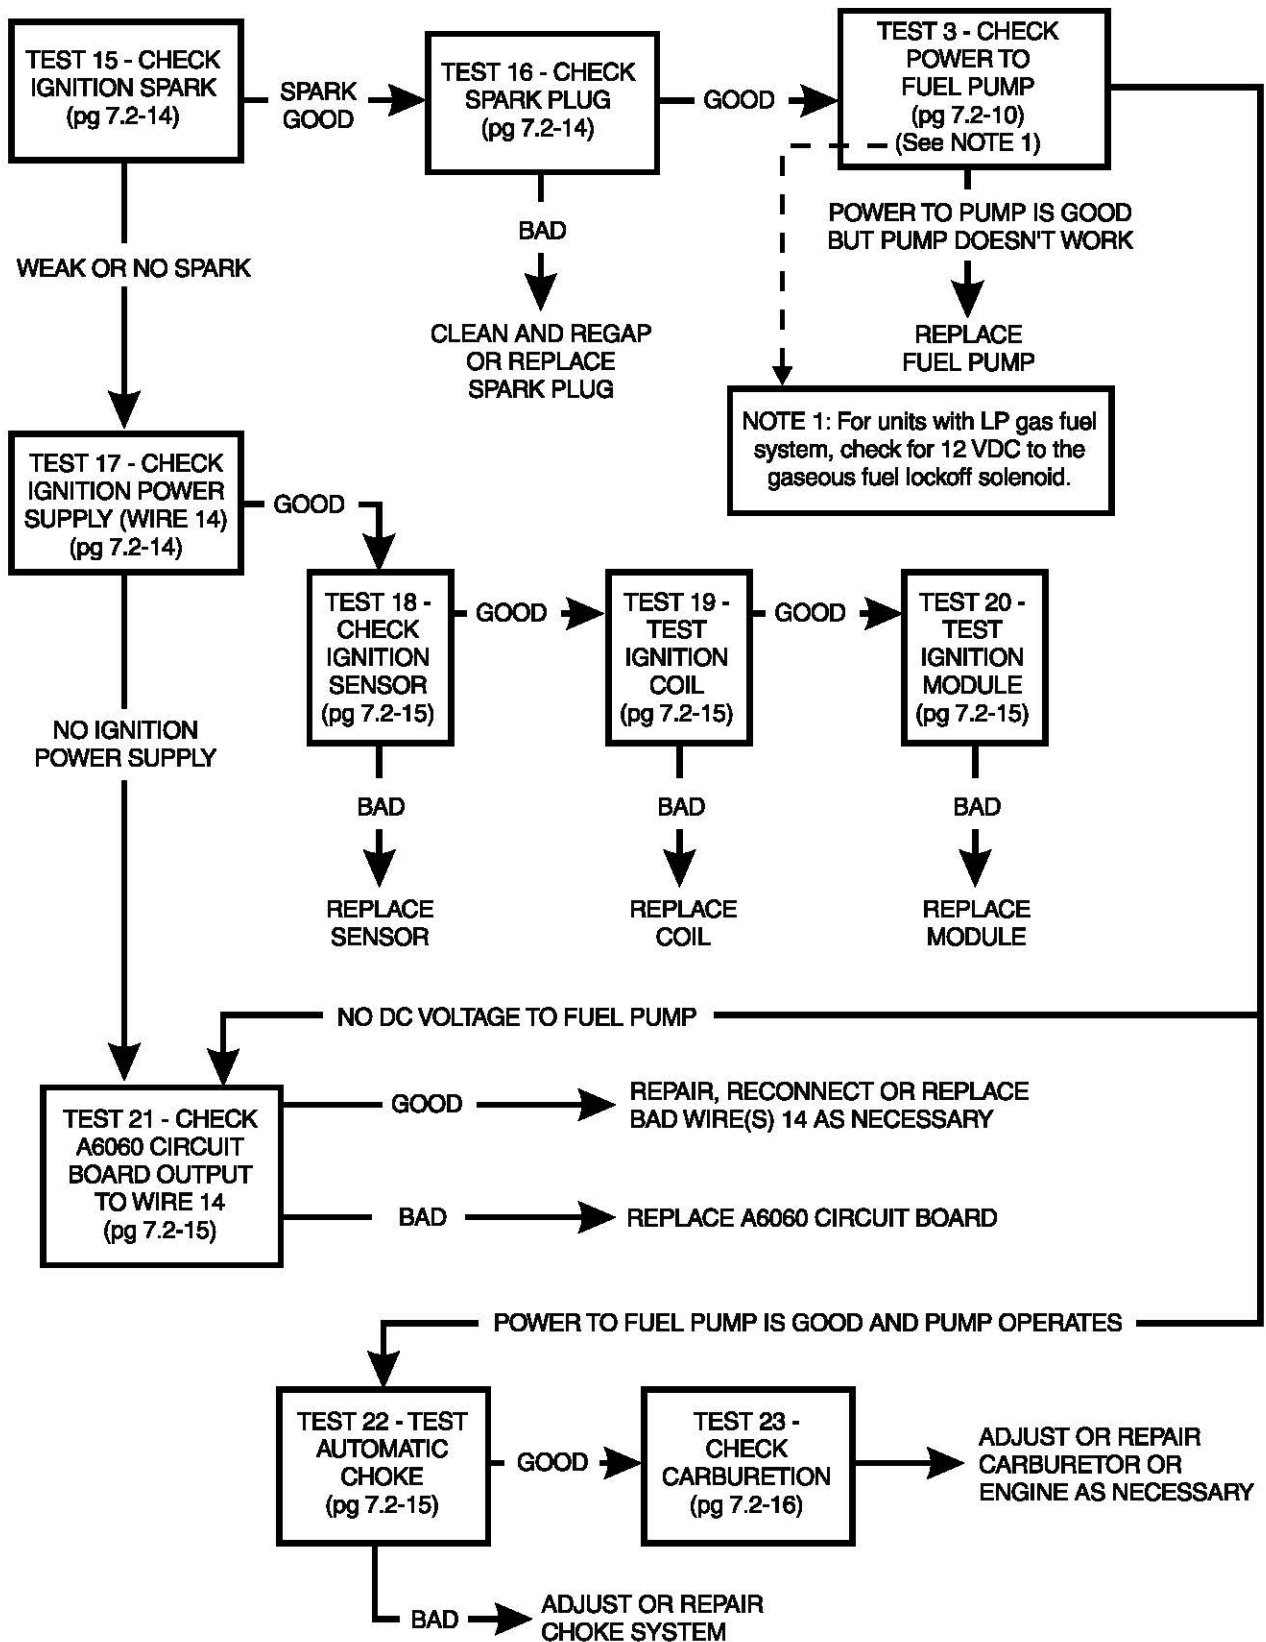 TEST 15 - CHECK
IGNITION SPARK
(pg 7.2-14)
SPARK
GOOD
TEST 16 - CHECK
SPARK PLUG
(pg 7.2-14)
GOOD
TEST 3 - CHECK
POWER TO
FUEL PUMP
(pg 7.2-10)
(See NOTE 1)
WEAK OR NO SPARK
BAD
CLEAN AND REGAP
OR REPLACE
SPARK PLUG
POWER TO PUMP IS GOOD
BUT PUMP DOESN'T WORK
REPLACE
FUEL PUMP
NOTE 1: For units with LP gas fuel
system, check for 12 VDC to the
gaseous fuel lockoff solenoid.
TEST 17 - CHECK
IGNITION POWER
SUPPLY (WIRE 14)
(pg 7.2-14)
GOOD
TEST 18 -
CHECK
IGNITION
SENSOR
(pg 7.2-15)
GOOD
TEST 19 -
TEST
IGNITION
COIL
(pg 7.2-15)
GOOD
TEST 20 -
TEST
IGNITION
MODULE
(pg 7.2-15)
NO IGNITION
POWER SUPPLY
BAD
REPLACE
SENSOR
BAD
REPLACE
COIL
BAD
REPLACE
MODULE
NO DC VOLTAGE TO FUEL PUMP
TEST 21 - CHECK
A6060 CIRCUIT
BOARD OUTPUT
TO WIRE 14
(pg 7.2-15)
GOOD
REPAIR, RECONNECT OR REPLACE
BAD WIRE(S) 14 AS NECESSARY
BAD
REPLACE A6060 CIRCUIT BOARD
POWER TO FUEL PUMP IS GOOD AND PUMP OPERATES
TEST 22 - TEST
AUTOMATIC
CHOKE
(pg 7.2-15)
GOOD
TEST 23 -
CHECK
CARBURETION
(pg 7.2-16)
ADJUST OR REPAIR
CARBURETOR OR
ENGINE AS NECESSARY
BAD
ADJUST OR REPAIR
CHOKE SYSTEM